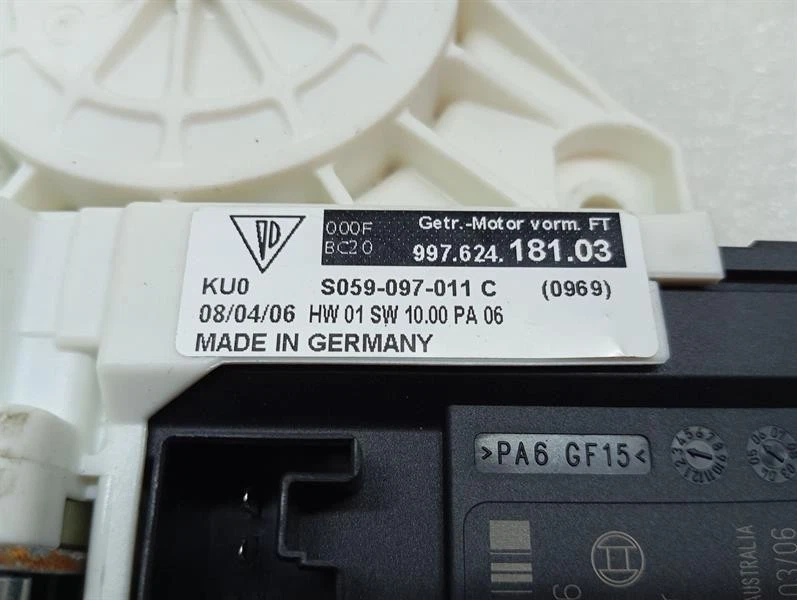 000F
BC20
Getr.-Motor vorm. FT
997.624.181.03
KU0 S059-097-011 C (0969)
08/04/06 HW 01 SW 10.00 PA 06
MADE IN GERMANY
>PA6 GF15<
AUSTRALIA
03/06